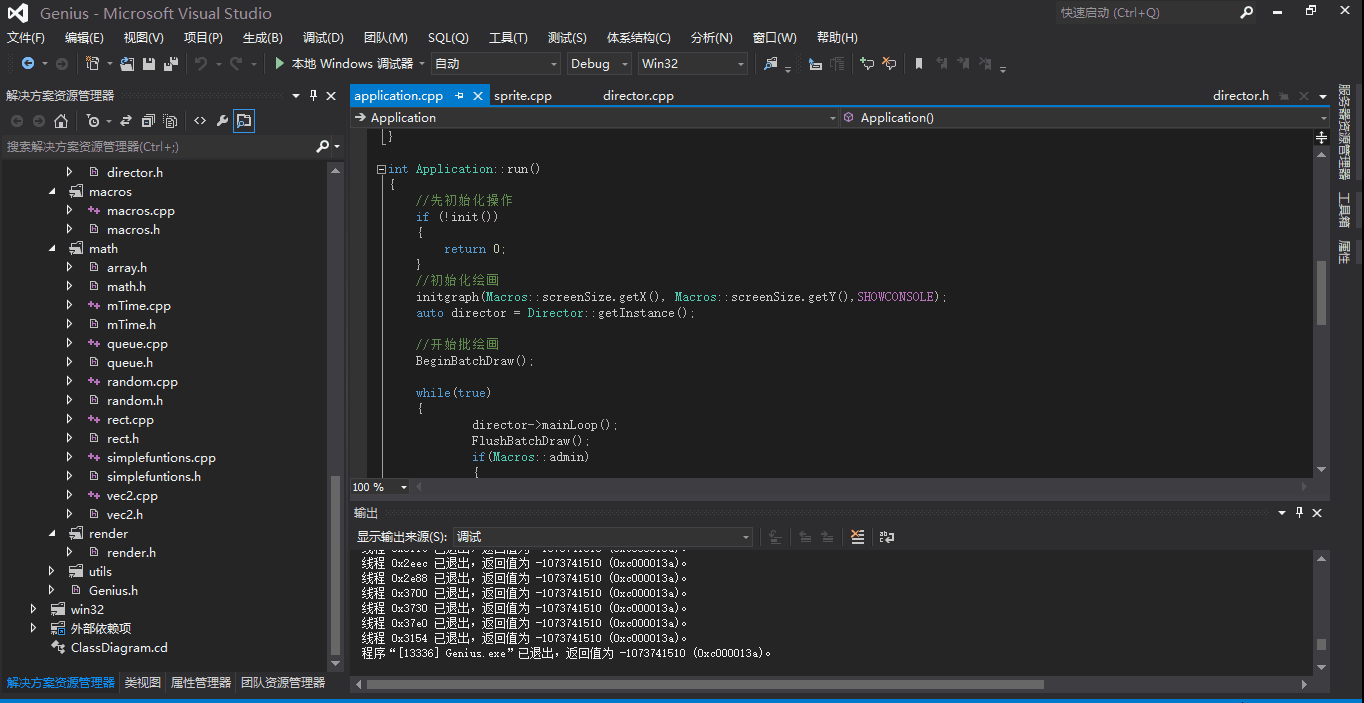 Genius - Microsoft Visual Studio
快速启动 (Ctrl+Q)
文件(F) 编辑(E) 视图(V) 项目(P) 生成(B) 调试(D) 团队(M) SQL(Q) 工具(T) 测试(S) 体系结构(C) 分析(N) 窗口(W) 帮助(H)
本地 Windows 调试器 自动 Debug Win32
解决方案资源管理器
搜索解决方案资源管理器(Ctrl+;)
director.h
macros
macros.cpp
macros.h
math
array.h
math.h
mTime.cpp
mTime.h
queue.cpp
queue.h
random.cpp
random.h
rect.cpp
rect.h
simplefuntions.cpp
simplefuntions.h
vec2.cpp
vec2.h
render
render.h
utils
Genius.h
win32
外部依赖项
ClassDiagram.cd
解决方案资源管理器 类视图 属性管理器 团队资源管理器
application.cpp sprite.cpp director.cpp director.h
Application Application()
}
int Application::run()
{
//先初始化操作
if (!init())
{
return 0;
}
//初始化绘画
initgraph(Macros::screenSize.getX(), Macros::screenSize.getY(),SHOWCONSOLE);
auto director = Director::getInstance();
//开始批绘画
BeginBatchDraw();
while(true)
{
director->mainLoop();
FlushBatchDraw();
if(Macros::admin)
{
100 %
输出
显示输出来源(S): 调试
线程 0x2eec 已退出，返回值为 -1073741510 (0xc000013a)。
线程 0x2e88 已退出，返回值为 -1073741510 (0xc000013a)。
线程 0x3700 已退出，返回值为 -1073741510 (0xc000013a)。
线程 0x3730 已退出，返回值为 -1073741510 (0xc000013a)。
线程 0x37e0 已退出，返回值为 -1073741510 (0xc000013a)。
线程 0x3154 已退出，返回值为 -1073741510 (0xc000013a)。
程序“[13336] Genius.exe”已退出，返回值为 -1073741510 (0xc000013a)。
服务器资源管理器
工具箱
属性